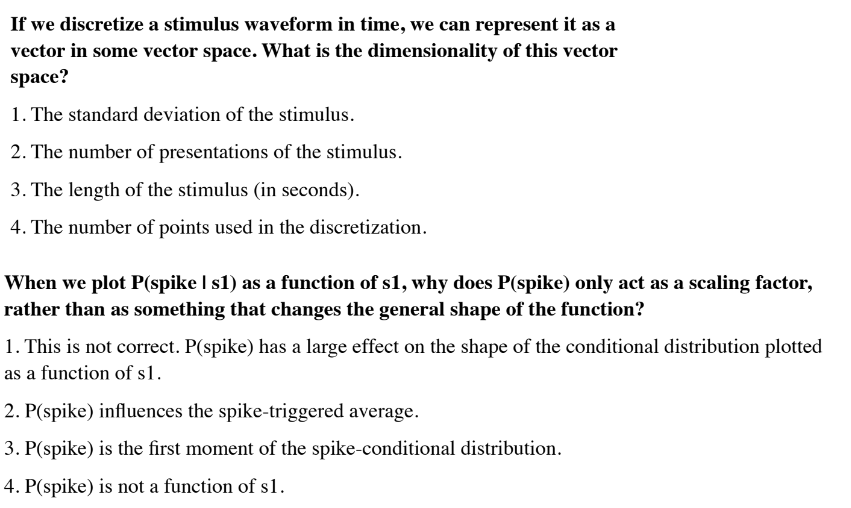 If we discretize a stimulus waveform in time, we can represent it as a
vector in some vector space. What is the dimensionality of this vector
space?
1. The standard deviation of the stimulus.
2. The number of presentations of the stimulus.
3. The length of the stimulus (in seconds).
4. The number of points used in the discretization.
When we plot P(spike | s1) as a function of s1, why does P(spike) only act as a scaling factor,
rather than as something that changes the general shape of the function?
1. This is not correct. P(spike) has a large effect on the shape of the conditional distribution plotted
as a function of s1.
2. P(spike) influences the spike-triggered average.
3. P(spike) is the first moment of the spike-conditional distribution.
4. P(spike) is not a function of s1.